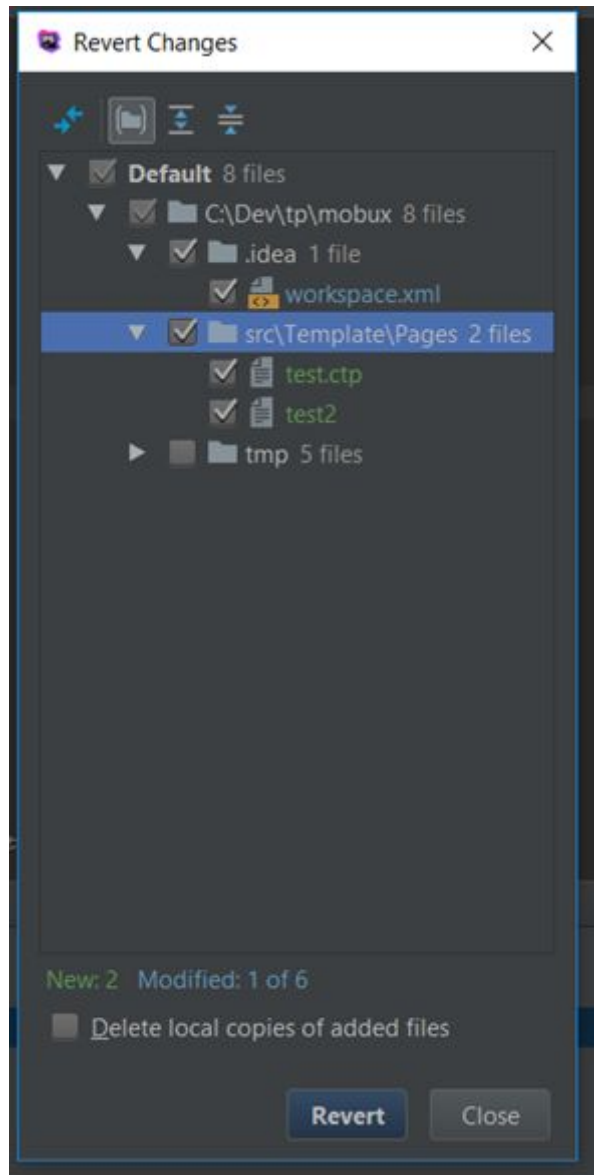 Revert Changes
Default 8 files
C:\Dev\tp\mobux 8 files
.idea 1 file
workspace.xml
src\Template\Pages 2 files
test.ctp
test2
tmp 5 files
New: 2 Modified: 1 of 6
Delete local copies of added files
Revert Close